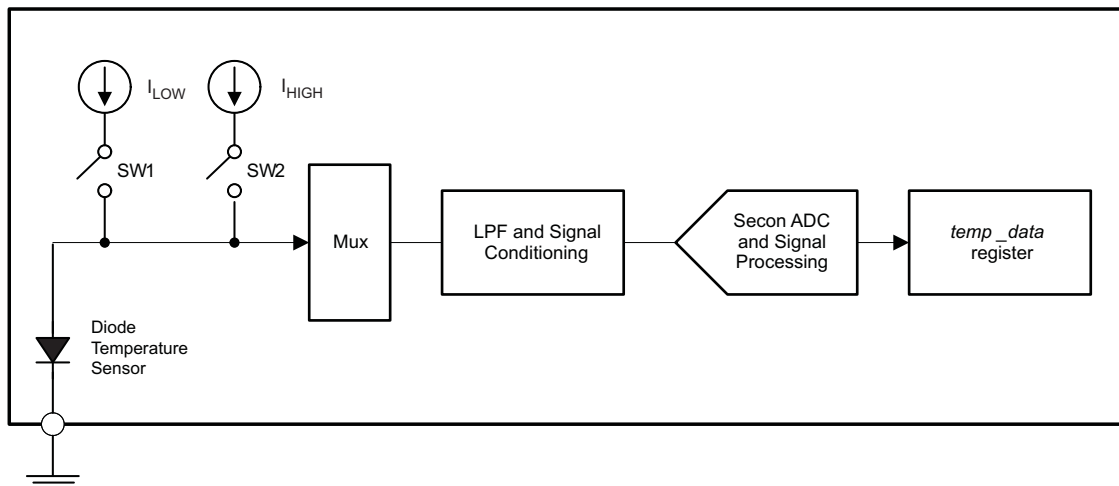 I_LOW
I_HIGH
SW1
SW2
Mux
LPF and Signal
Conditioning
Secon ADC
and Signal
Processing
temp _data
register
Diode
Temperature
Sensor